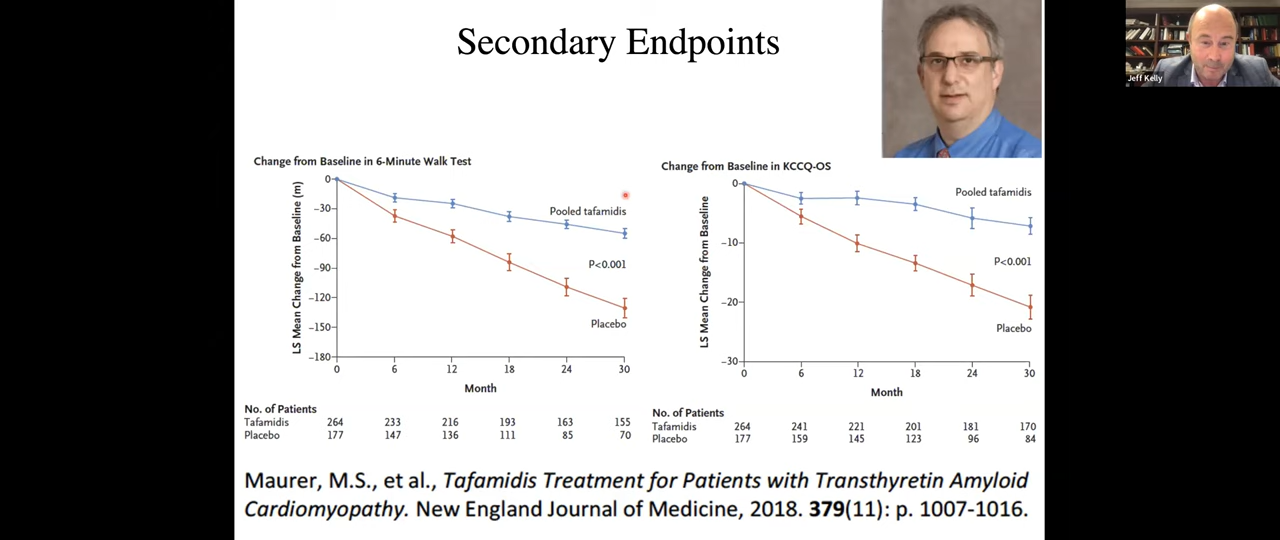 Secondary Endpoints
Jeff Kelly
Change from Baseline in 6-Minute Walk Test
LS Mean Change from Baseline (m)
0
−30
−60
−90
−120
−150
−180
Pooled tafamidis
P<0.001
Placebo
0 6 12 18 24 30
Month
No. of Patients
Tafamidis 264 233 216 193 163 155
Placebo 177 147 136 111 85 70
Change from Baseline in KCCQ-OS
LS Mean Change from Baseline
0
−10
−20
−30
Pooled tafamidis
P<0.001
Placebo
0 6 12 18 24 30
Month
No. of Patients
Tafamidis 264 241 221 201 181 170
Placebo 177 159 145 123 96 84
Maurer, M.S., et al., Tafamidis Treatment for Patients with Transthyretin Amyloid
Cardiomyopathy. New England Journal of Medicine, 2018. 379(11): p. 1007-1016.